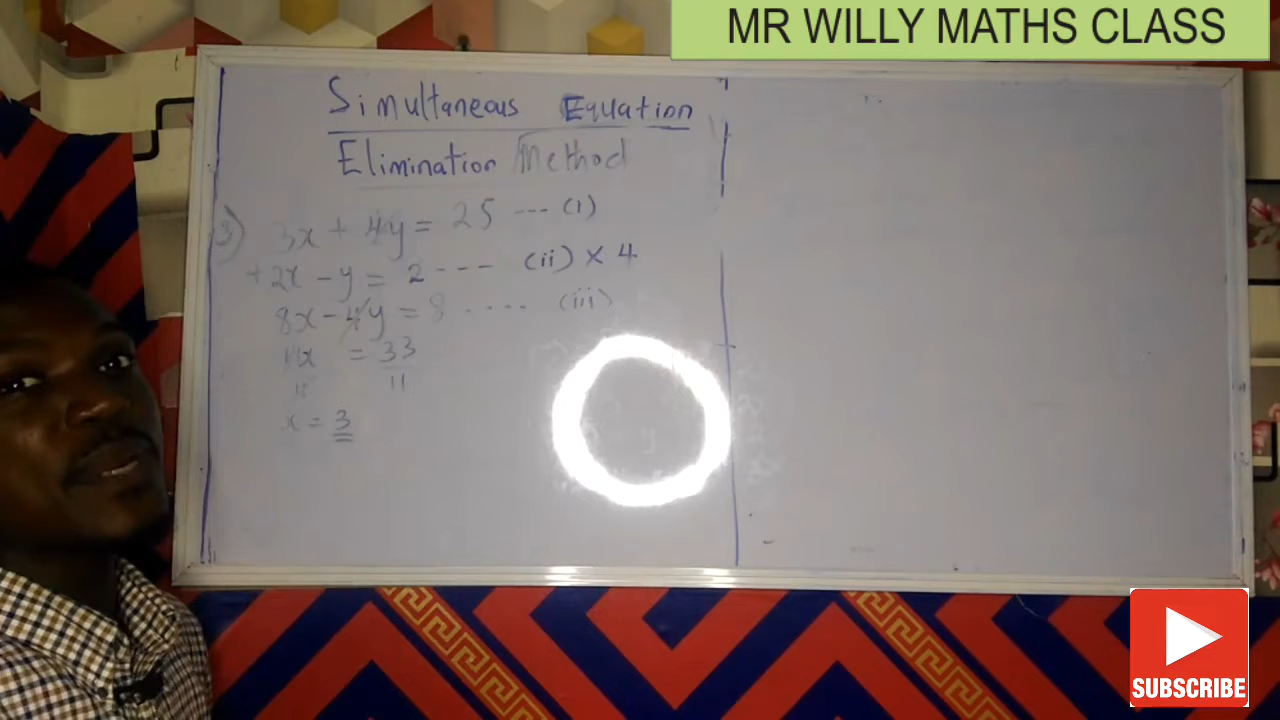 MR WILLY MATHS CLASS
Simultaneous Equation
Elimination Method
3) 3x + 4y = 25 --- (i)
+ 2x - y = 2 --- (ii) × 4
8x - 4y = 8 .... (iii)
11x = 33
11 11
x = 3
SUBSCRIBE